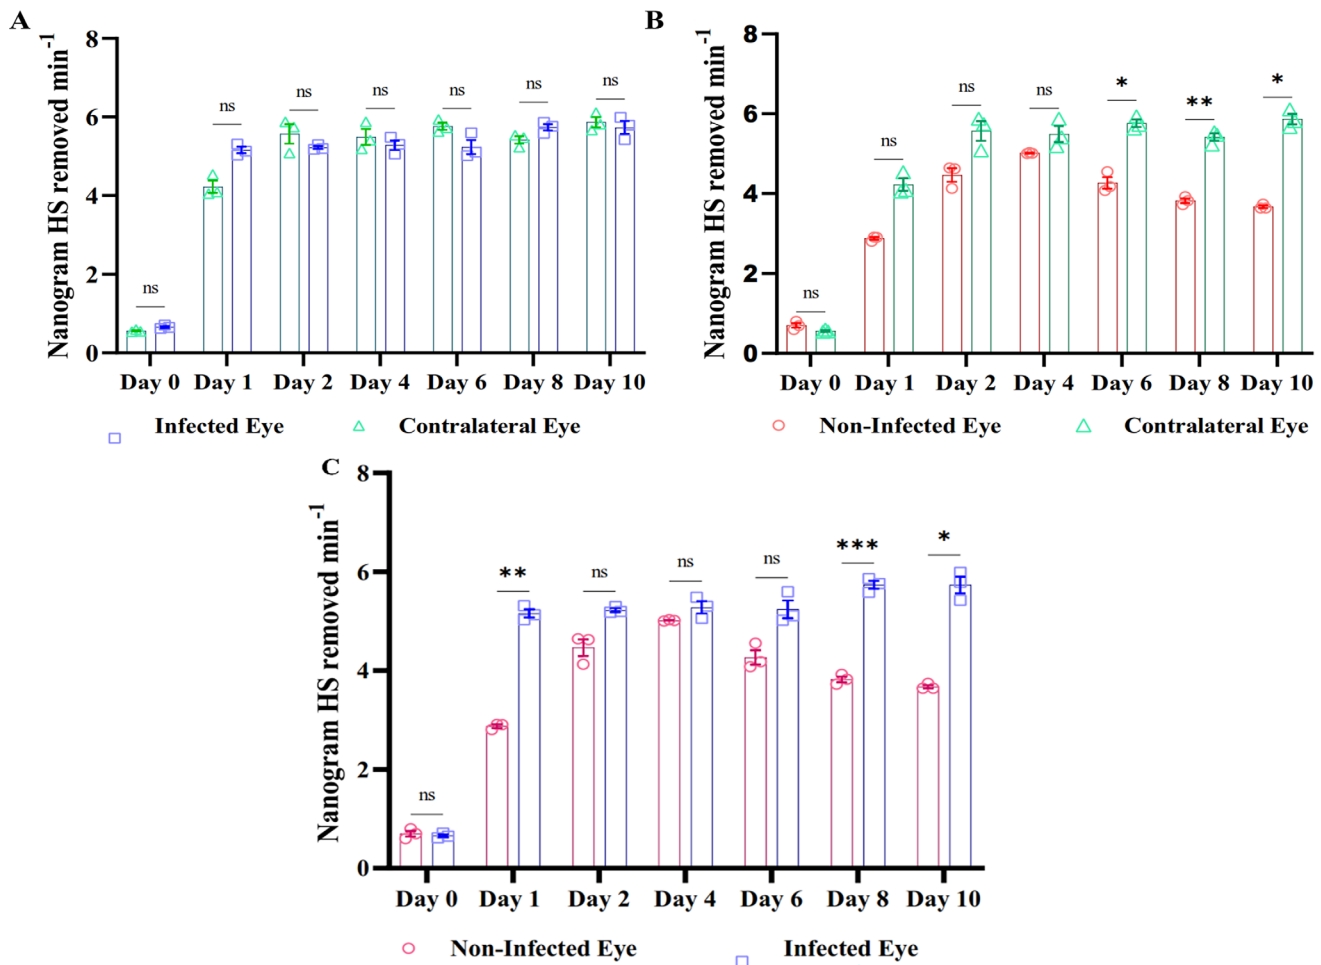 A
Nanogram HS removed min-1
8
6
4
2
0
ns
ns
ns
ns
ns
ns
ns
Day 0 Day 1 Day 2 Day 4 Day 6 Day 8 Day 10
Infected Eye Contralateral Eye
B
Nanogram HS removed min-1
8
6
4
2
0
ns
ns
ns
ns
*
**
*
Day 0 Day 1 Day 2 Day 4 Day 6 Day 8 Day 10
Non-Infected Eye Contralateral Eye
C
Nanogram HS removed min-1
8
6
4
2
0
ns
**
ns
ns
ns
***
*
Day 0 Day 1 Day 2 Day 4 Day 6 Day 8 Day 10
Non-Infected Eye Infected Eye